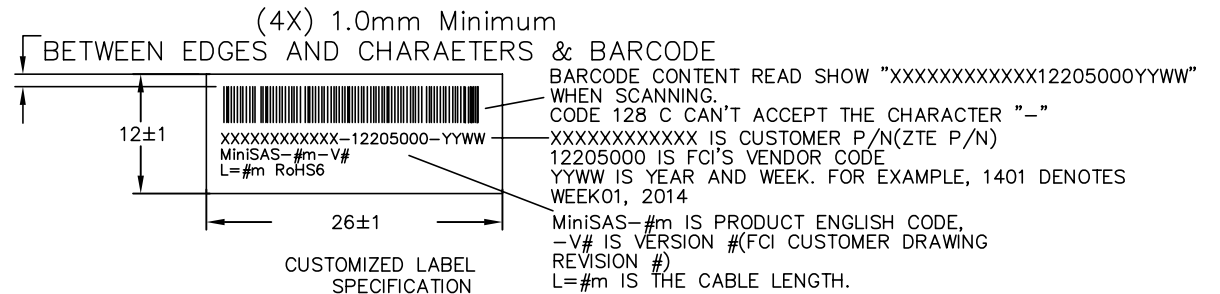 (4X) 1.0mm Minimum
BETWEEN EDGES AND CHARAETERS & BARCODE
12±1
XXXXXXXXXXXX-12205000-YYWW
MiniSAS-#m-V#
L=#m RoHS6
26±1
CUSTOMIZED LABEL
SPECIFICATION
BARCODE CONTENT READ SHOW "XXXXXXXXXXXX12205000YYWW"
WHEN SCANNING.
CODE 128 C CAN'T ACCEPT THE CHARACTER "-"
XXXXXXXXXXXX IS CUSTOMER P/N(ZTE P/N)
12205000 IS FCI'S VENDOR CODE
YYWW IS YEAR AND WEEK. FOR EXAMPLE, 1401 DENOTES
WEEK01, 2014
MiniSAS-#m IS PRODUCT ENGLISH CODE,
-V# IS VERSION #(FCI CUSTOMER DRAWING
REVISION #)
L=#m IS THE CABLE LENGTH.